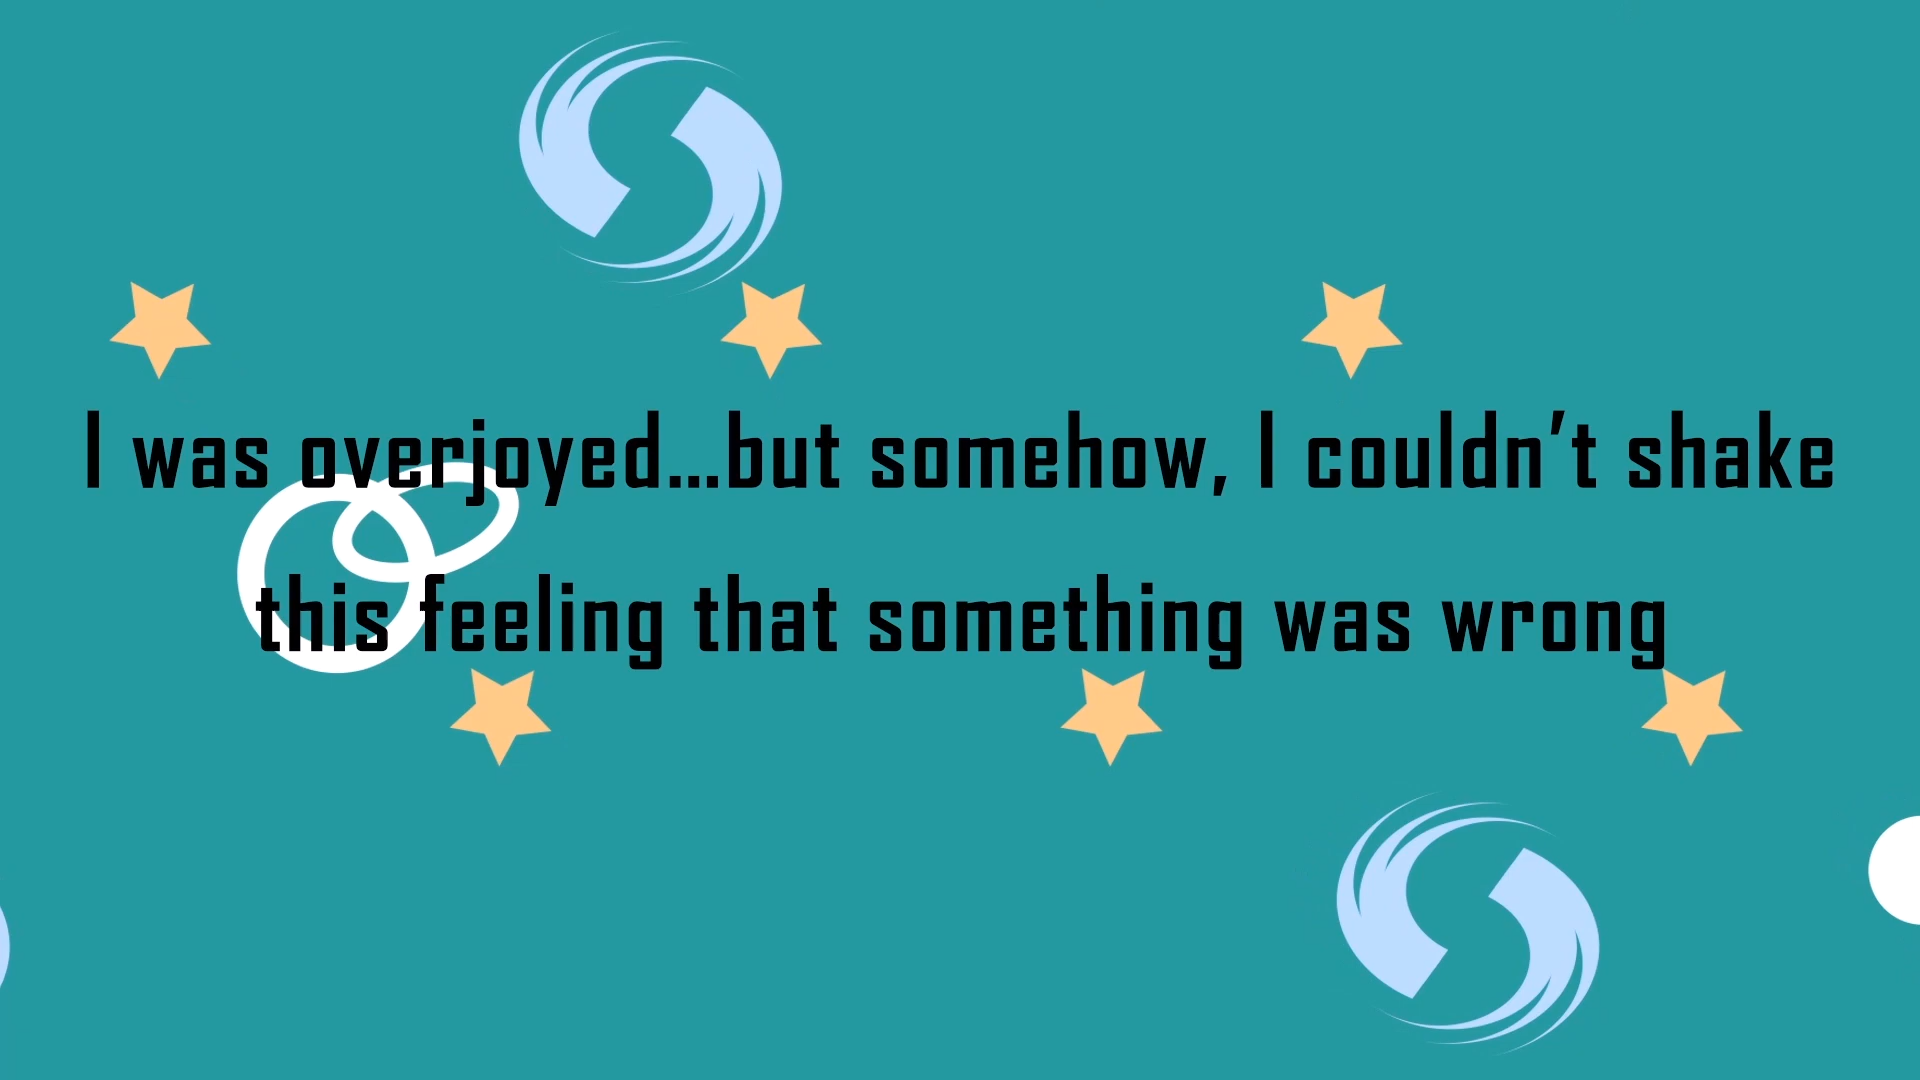 I was overjoyed...but somehow, I couldn’t shake
this feeling that something was wrong